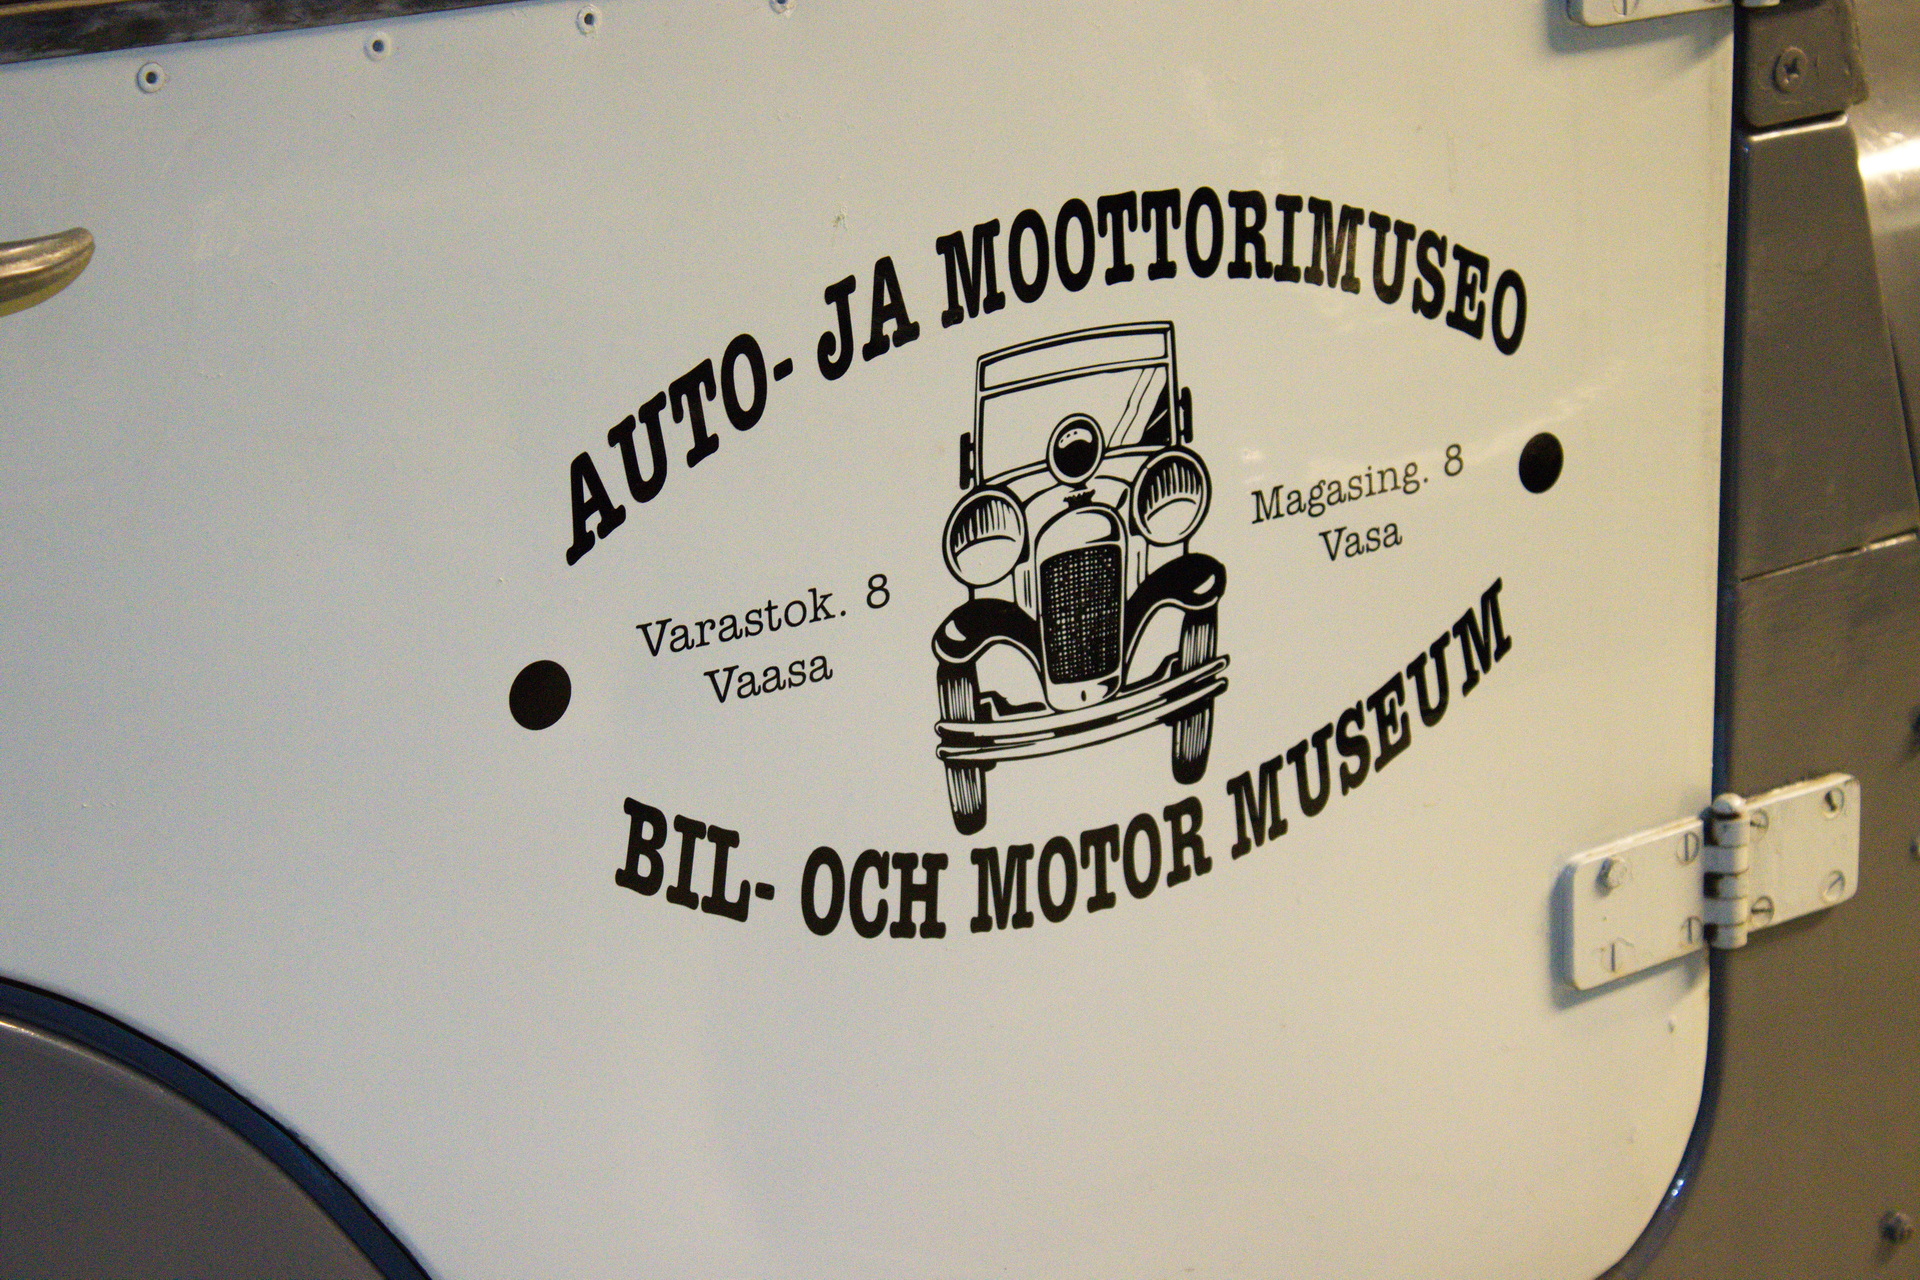 AUTO- JA MOOTTORIMUSEO
Varastok. 8
Vaasa
Magasing. 8
Vasa
BIL- OCH MOTOR MUSEUM